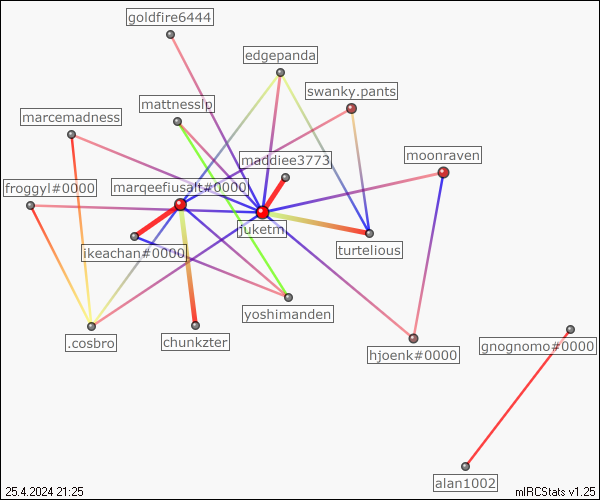 goldfire6444
edgepanda
swanky.pants
mattnesslp
marcemadness
maddiee3773
moonraven
froggyl#0000
marqeefiusalt#0000
juketm
ikeachan#0000
turtelious
yoshimanden
.cosbro
chunkzter
hjoenk#0000
gnognomo#0000
alan1002
25.4.2024 21:25
mIRCStats v1.25